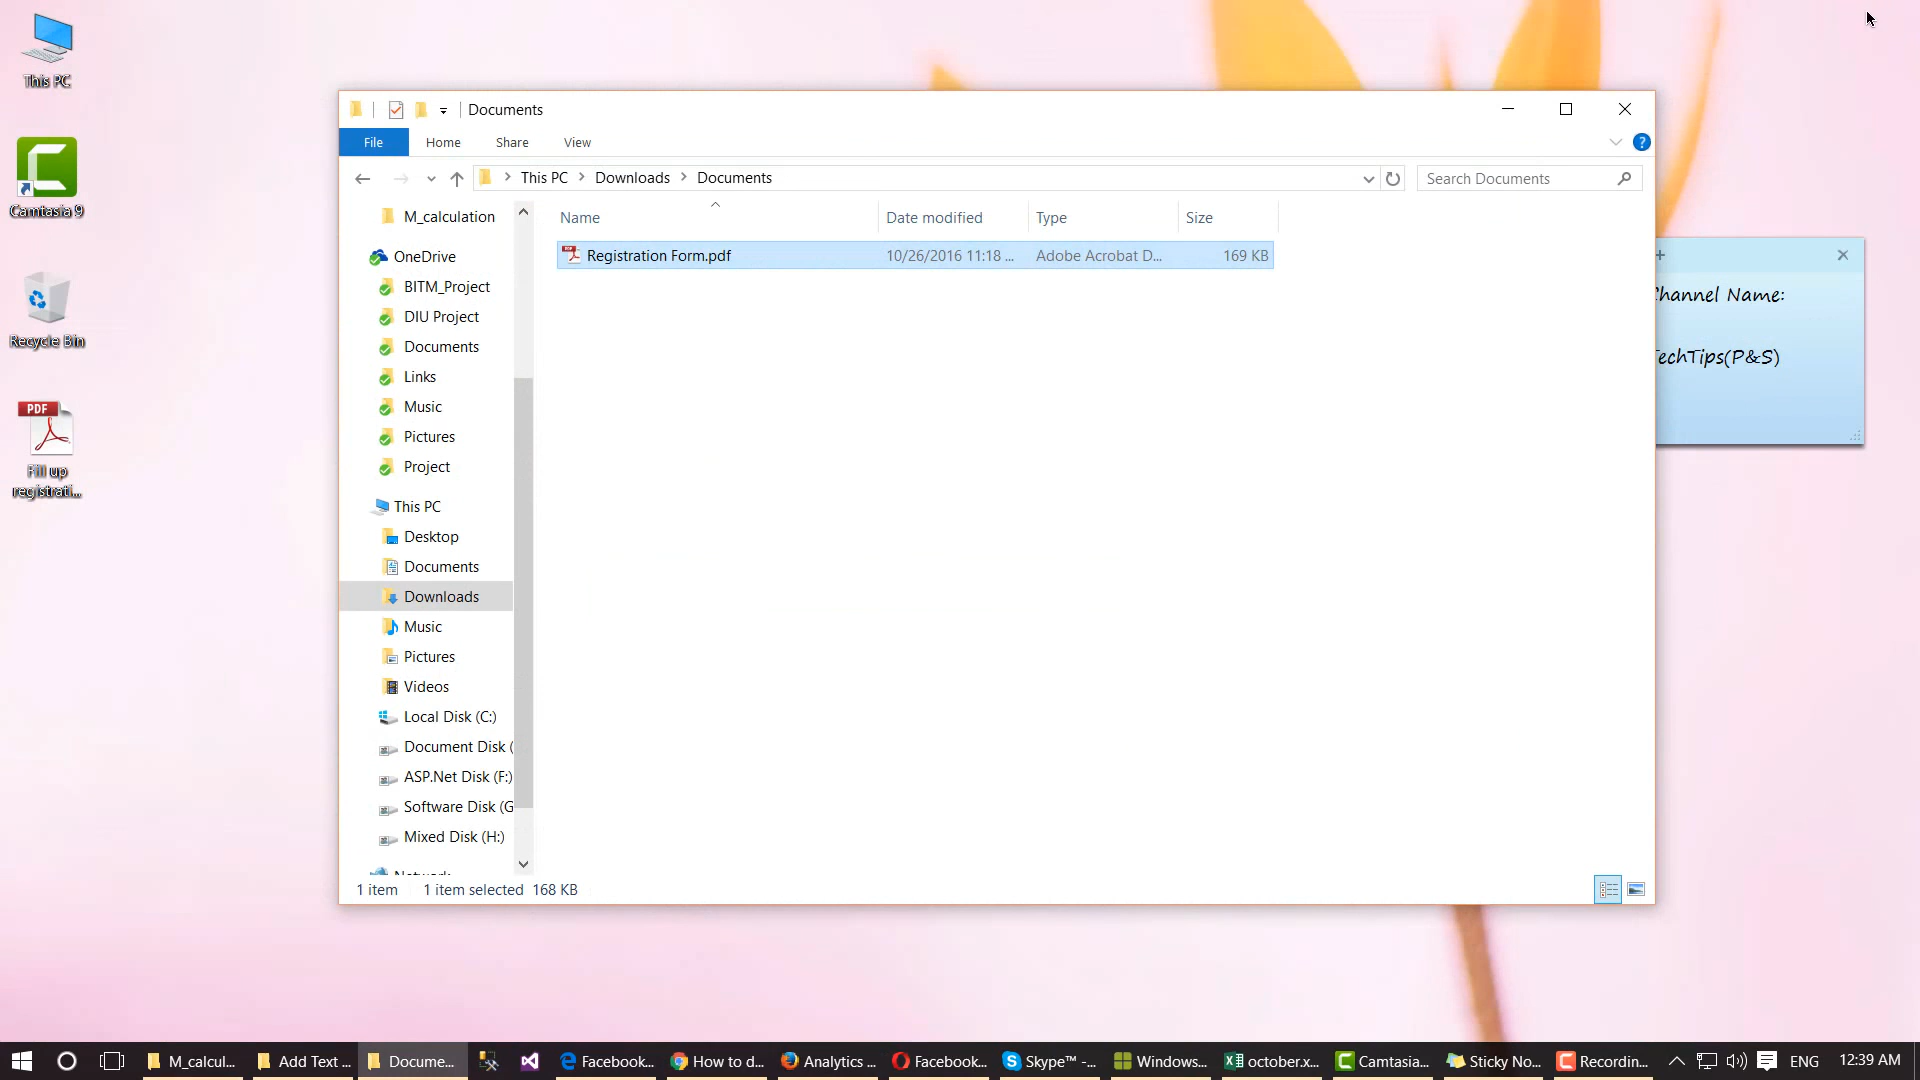 This PC
Camtasia 9
Recycle Bin
PDF
Fill up
registrati...
Documents
File
Home
Share
View
This PC
Downloads
Documents
Search Documents
Name
Date modified
Type
Size
Registration Form.pdf
10/26/2016 11:18 ...
Adobe Acrobat D...
169 KB
M_calculation
OneDrive
BITM_Project
DIU Project
Documents
Links
Music
Pictures
Project
This PC
Desktop
Documents
Downloads
Music
Pictures
Videos
Local Disk (C:)
Document Disk (
ASP.Net Disk (F:)
Software Disk (G
Mixed Disk (H:)
1 item
1 item selected
168 KB
Channel Name:
TechTips(P&S)
M_calcul...
Add Text ...
Docume...
Facebook...
How to d...
Analytics ...
Facebook...
Skype™ -...
Windows...
october.x...
Camtasia...
Sticky No...
Recordin...
ENG
12:39 AM